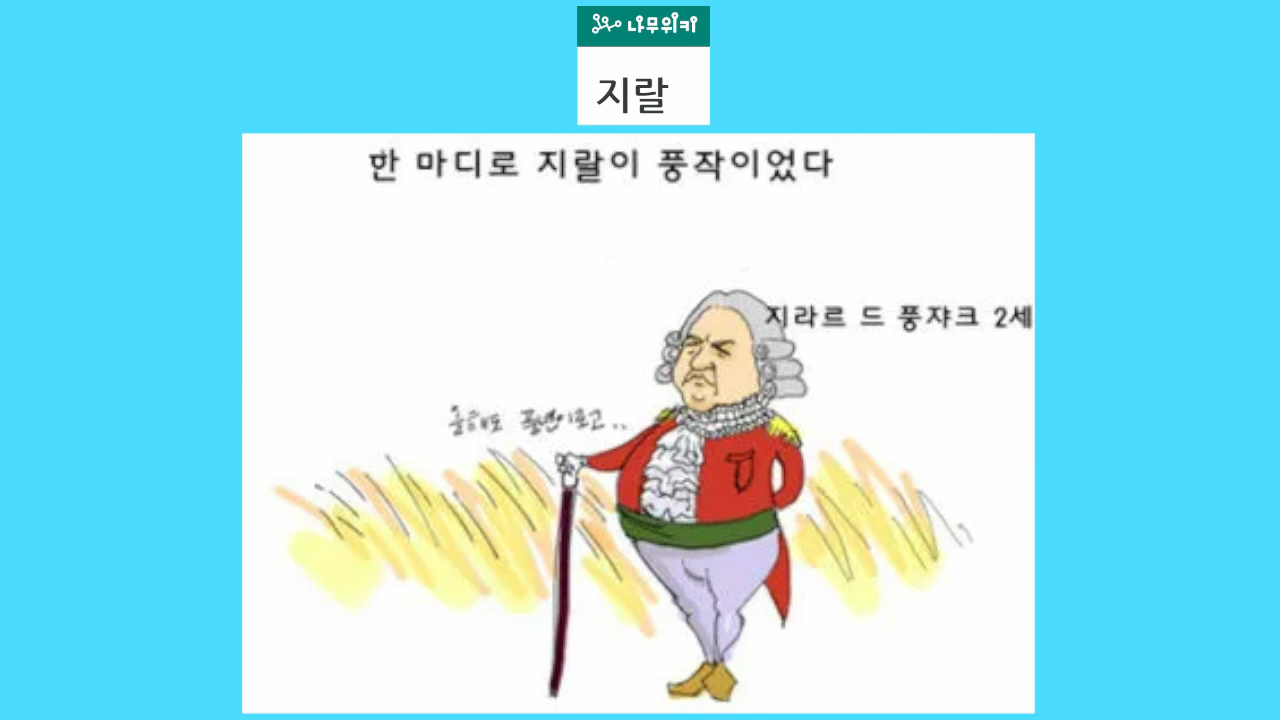 나무위키
지랄
한 마디로 지랄이 풍작이었다
지라르 드 풍쟈크 2세
올해도 풍년이로고..